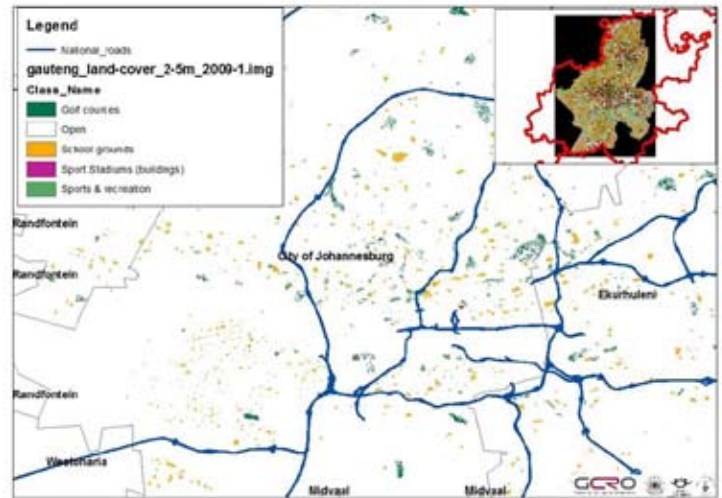 Legend
National_roads
gauteng_land-cover_2-5m_2009-1.img
Class_Name
Golf courses
Open
School grounds
Sport Stadiums (buildings)
Sports & recreation
Randfontein
City of Johannesburg
Randfontein
Ekurhuleni
Randfontein
Westonaria
Midvaal
Midvaal
GCRO